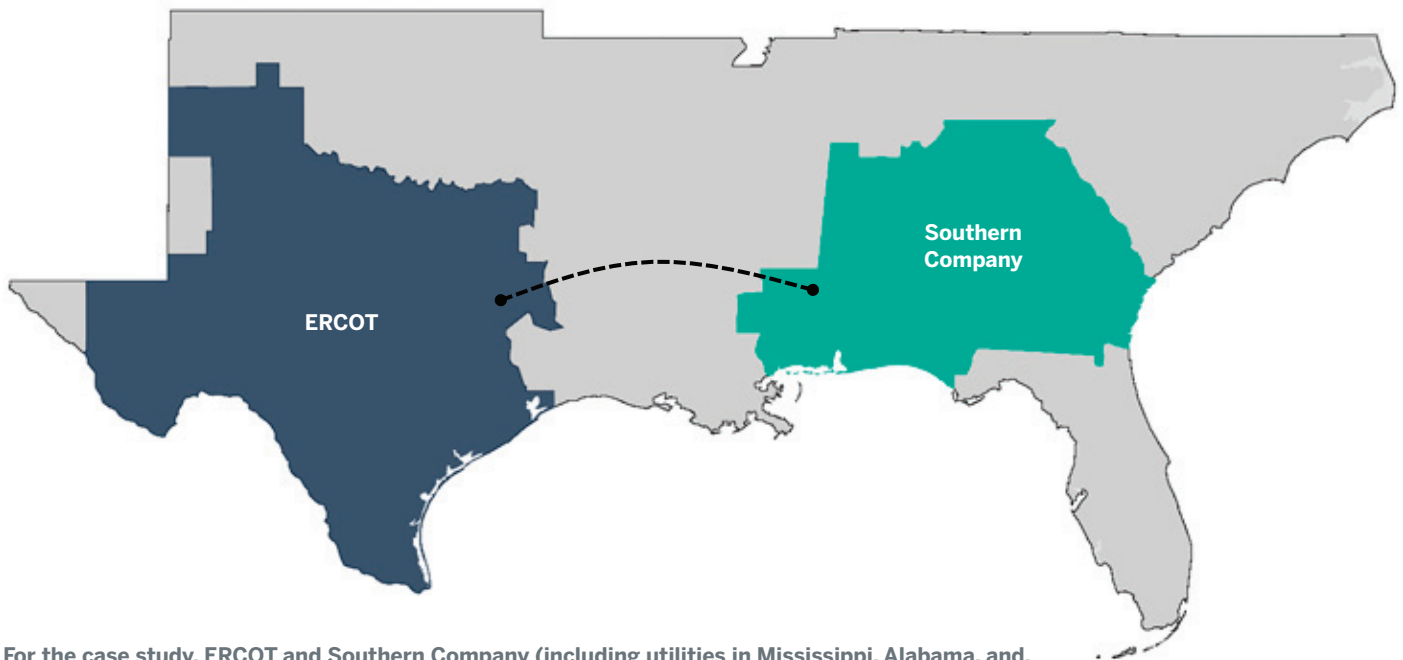 Southern
Company
ERCOT
For the case study, ERCOT and Southern Company (including utilities in Mississippi, Alabama, and,